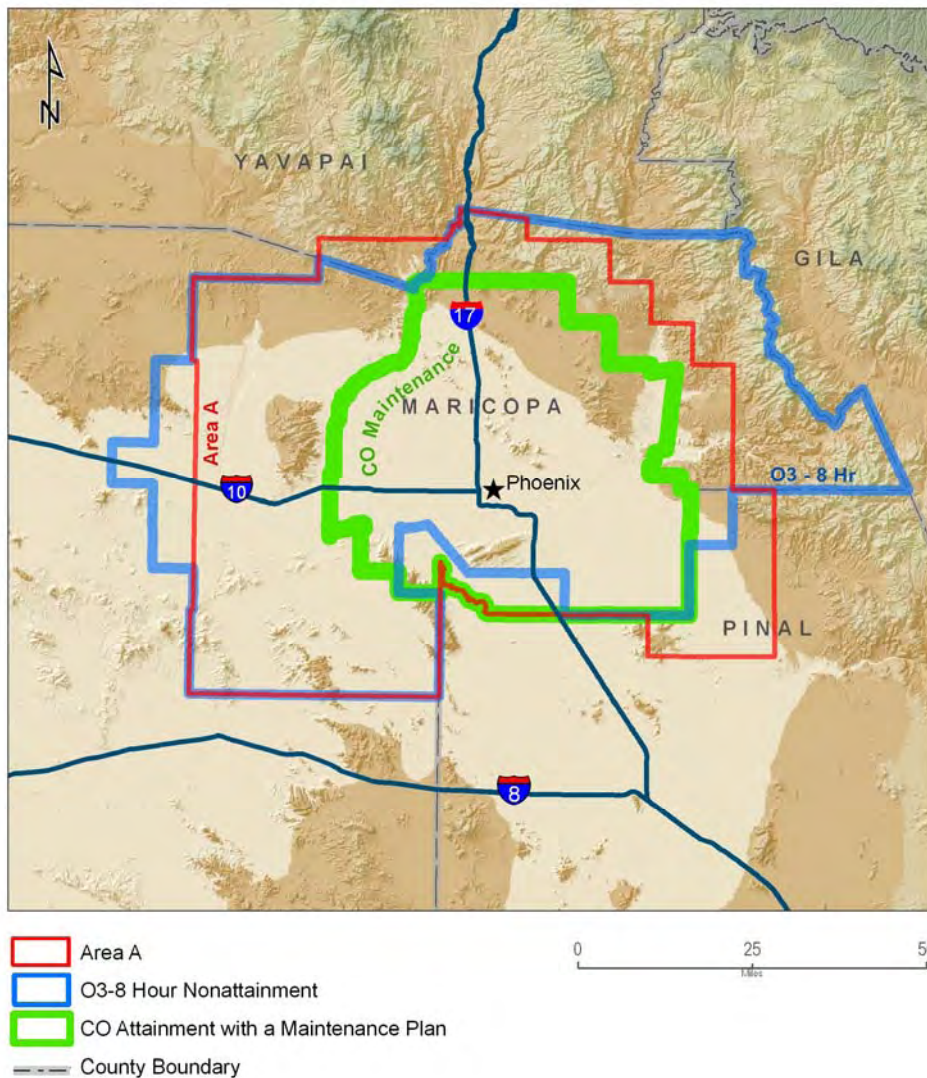 N
YAVAPAI
GILA
17
CO Maintenance
MARICOPA
Area A
10
Phoenix
O3 - 8 Hr
PINAL
8
Area A
O3-8 Hour Nonattainment
CO Attainment with a Maintenance Plan
County Boundary
0 25 5
Miles